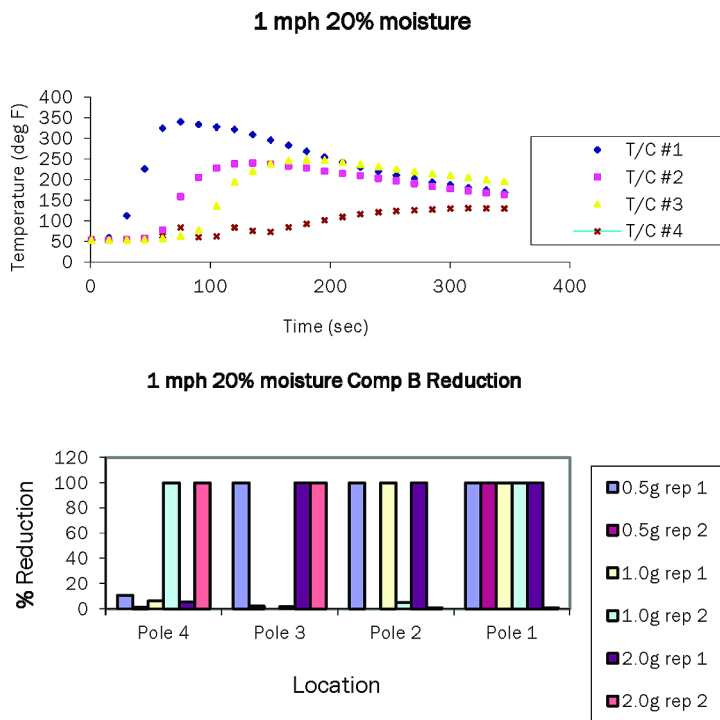 1 mph 20% moisture
Temperature (deg F)
400
350
300
250
200
150
100
50
0
0 100 200 300 400
Time (sec)
T/C #1
T/C #2
T/C #3
T/C #4
1 mph 20% moisture Comp B Reduction
% Reduction
120
100
80
60
40
20
0
Pole 4 Pole 3 Pole 2 Pole 1
Location
0.5g rep 1
0.5g rep 2
1.0g rep 1
1.0g rep 2
2.0g rep 1
2.0g rep 2